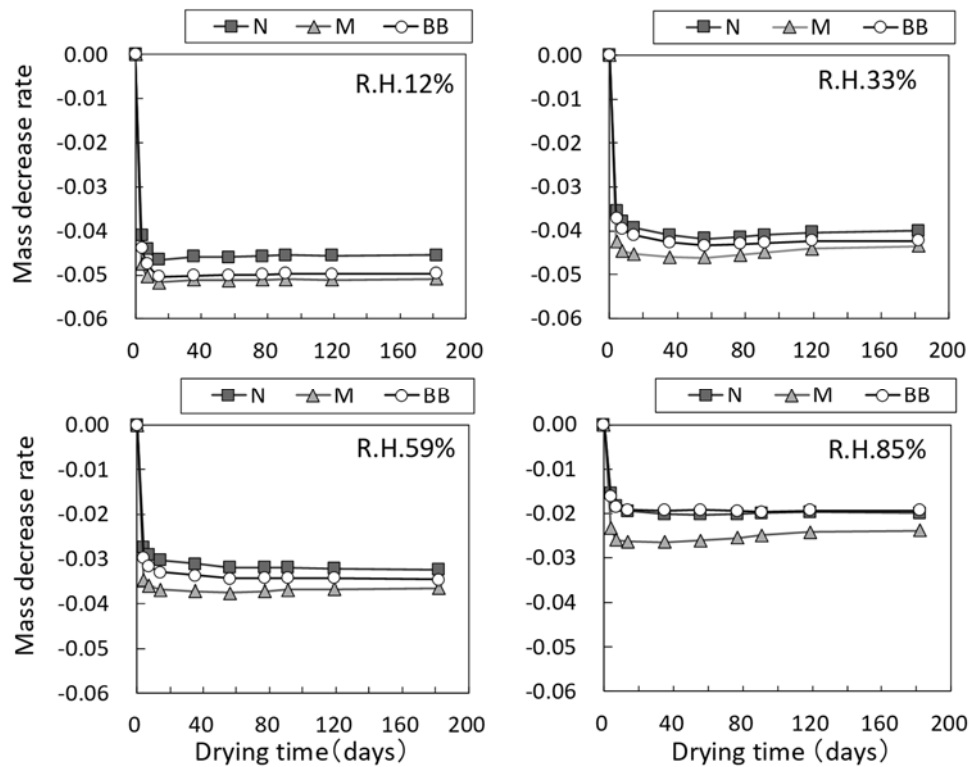 N M BB
N M BB
0.00
-0.01
-0.02
-0.03
-0.04
-0.05
-0.06
Mass decrease rate
R.H.12%
0 40 80 120 160 200
0.00
-0.01
-0.02
-0.03
-0.04
-0.05
-0.06
R.H.33%
0 40 80 120 160 200
N M BB
N M BB
0.00
-0.01
-0.02
-0.03
-0.04
-0.05
-0.06
Mass decrease rate
R.H.59%
0 40 80 120 160 200
Drying time(days)
0.00
-0.01
-0.02
-0.03
-0.04
-0.05
-0.06
R.H.85%
0 40 80 120 160 200
Drying time (days)